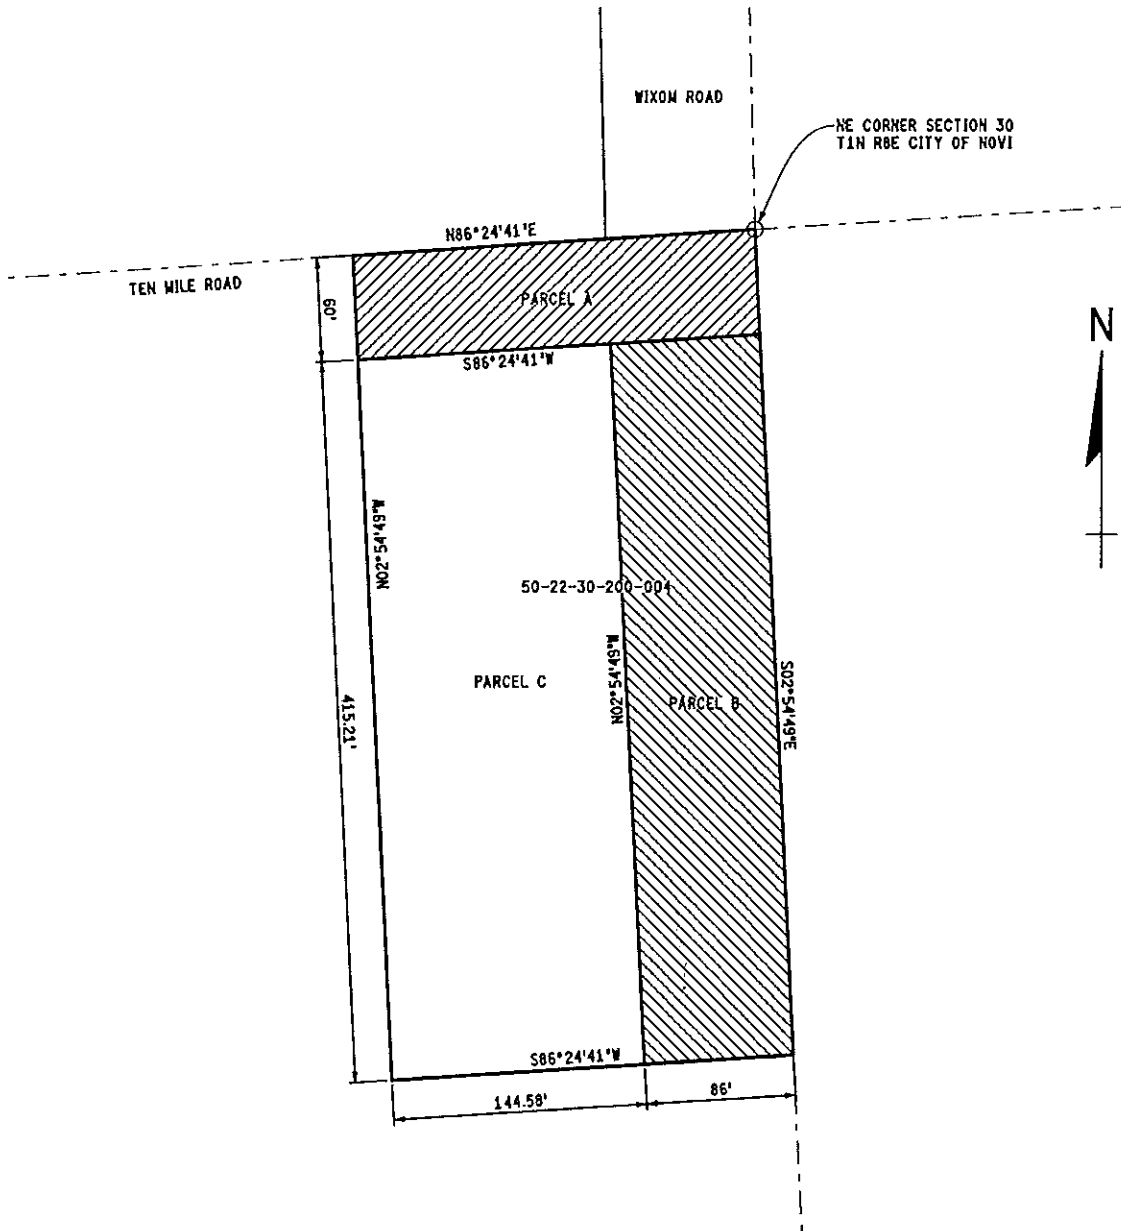 WIXOM ROAD
NE CORNER SECTION 30
T1N R8E CITY OF NOVI
N86°24'41"E
TEN MILE ROAD
60'
PARCEL A
N
S86°24'41"W
N02°54'49"W
50-22-30-200-004
N02°54'49"W
S02°54'49"E
PARCEL C
PARCEL B
415.21'
S86°24'41"W
144.58'
86'